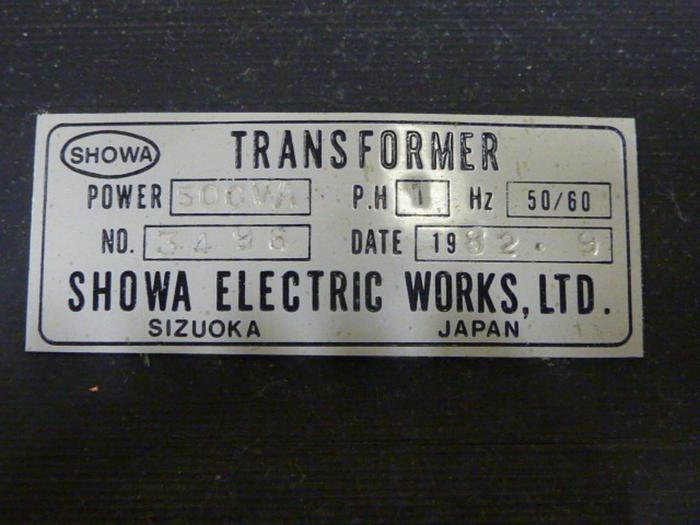 SHOWA TRANSFORMER
POWER 500VA P.H 1 Hz 50/60
NO. 3496 DATE 1982.9
SHOWA ELECTRIC WORKS, LTD.
SIZUOKA JAPAN